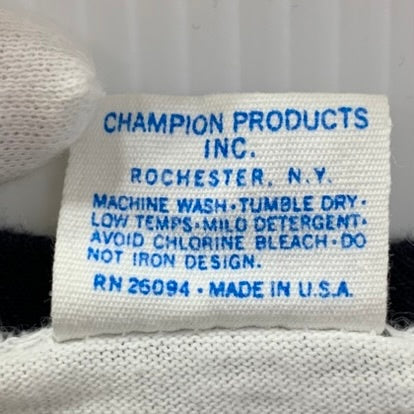 CHAMPION PRODUCTS
INC.
ROCHESTER, N.Y.
MACHINE WASH·TUMBLE DRY·
LOW TEMPS·MILD DETERGENT·
AVOID CHLORINE BLEACH·DO
NOT IRON DESIGN.
RN 26094 · MADE IN U.S.A.